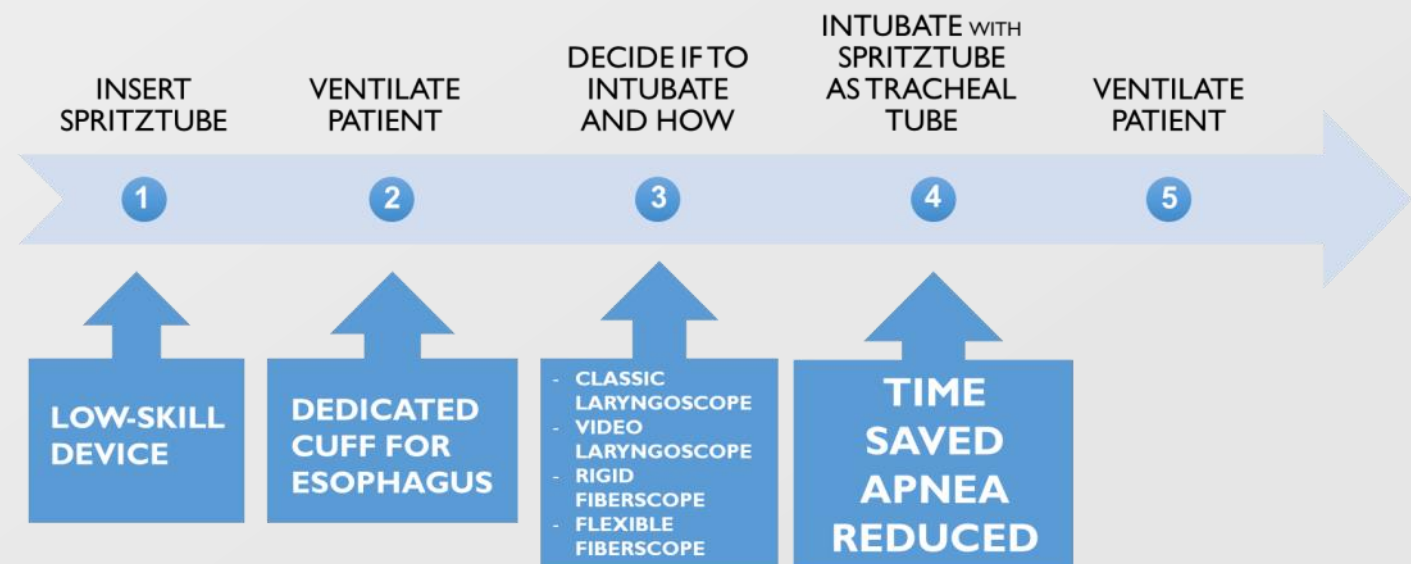 INSERT
SPRITZTUBE
VENTILATE
PATIENT
DECIDE IF TO
INTUBATE
AND HOW
INTUBATE WITH
SPRITZTUBE
AS TRACHEAL
TUBE
VENTILATE
PATIENT
1
2
3
4
5
LOW-SKILL
DEVICE
DEDICATED
CUFF FOR
ESOPHAGUS
- CLASSIC
LARYNGOSCOPE
- VIDEO
LARYNGOSCOPE
- RIGID
FIBERSCOPE
- FLEXIBLE
FIBERSCOPE
TIME
SAVED
APNEA
REDUCED